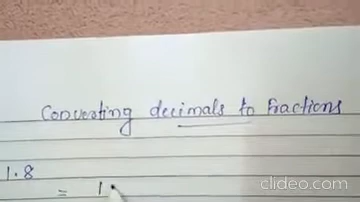 Converting decimals to fractions
1.8
= 1.
clideo.com